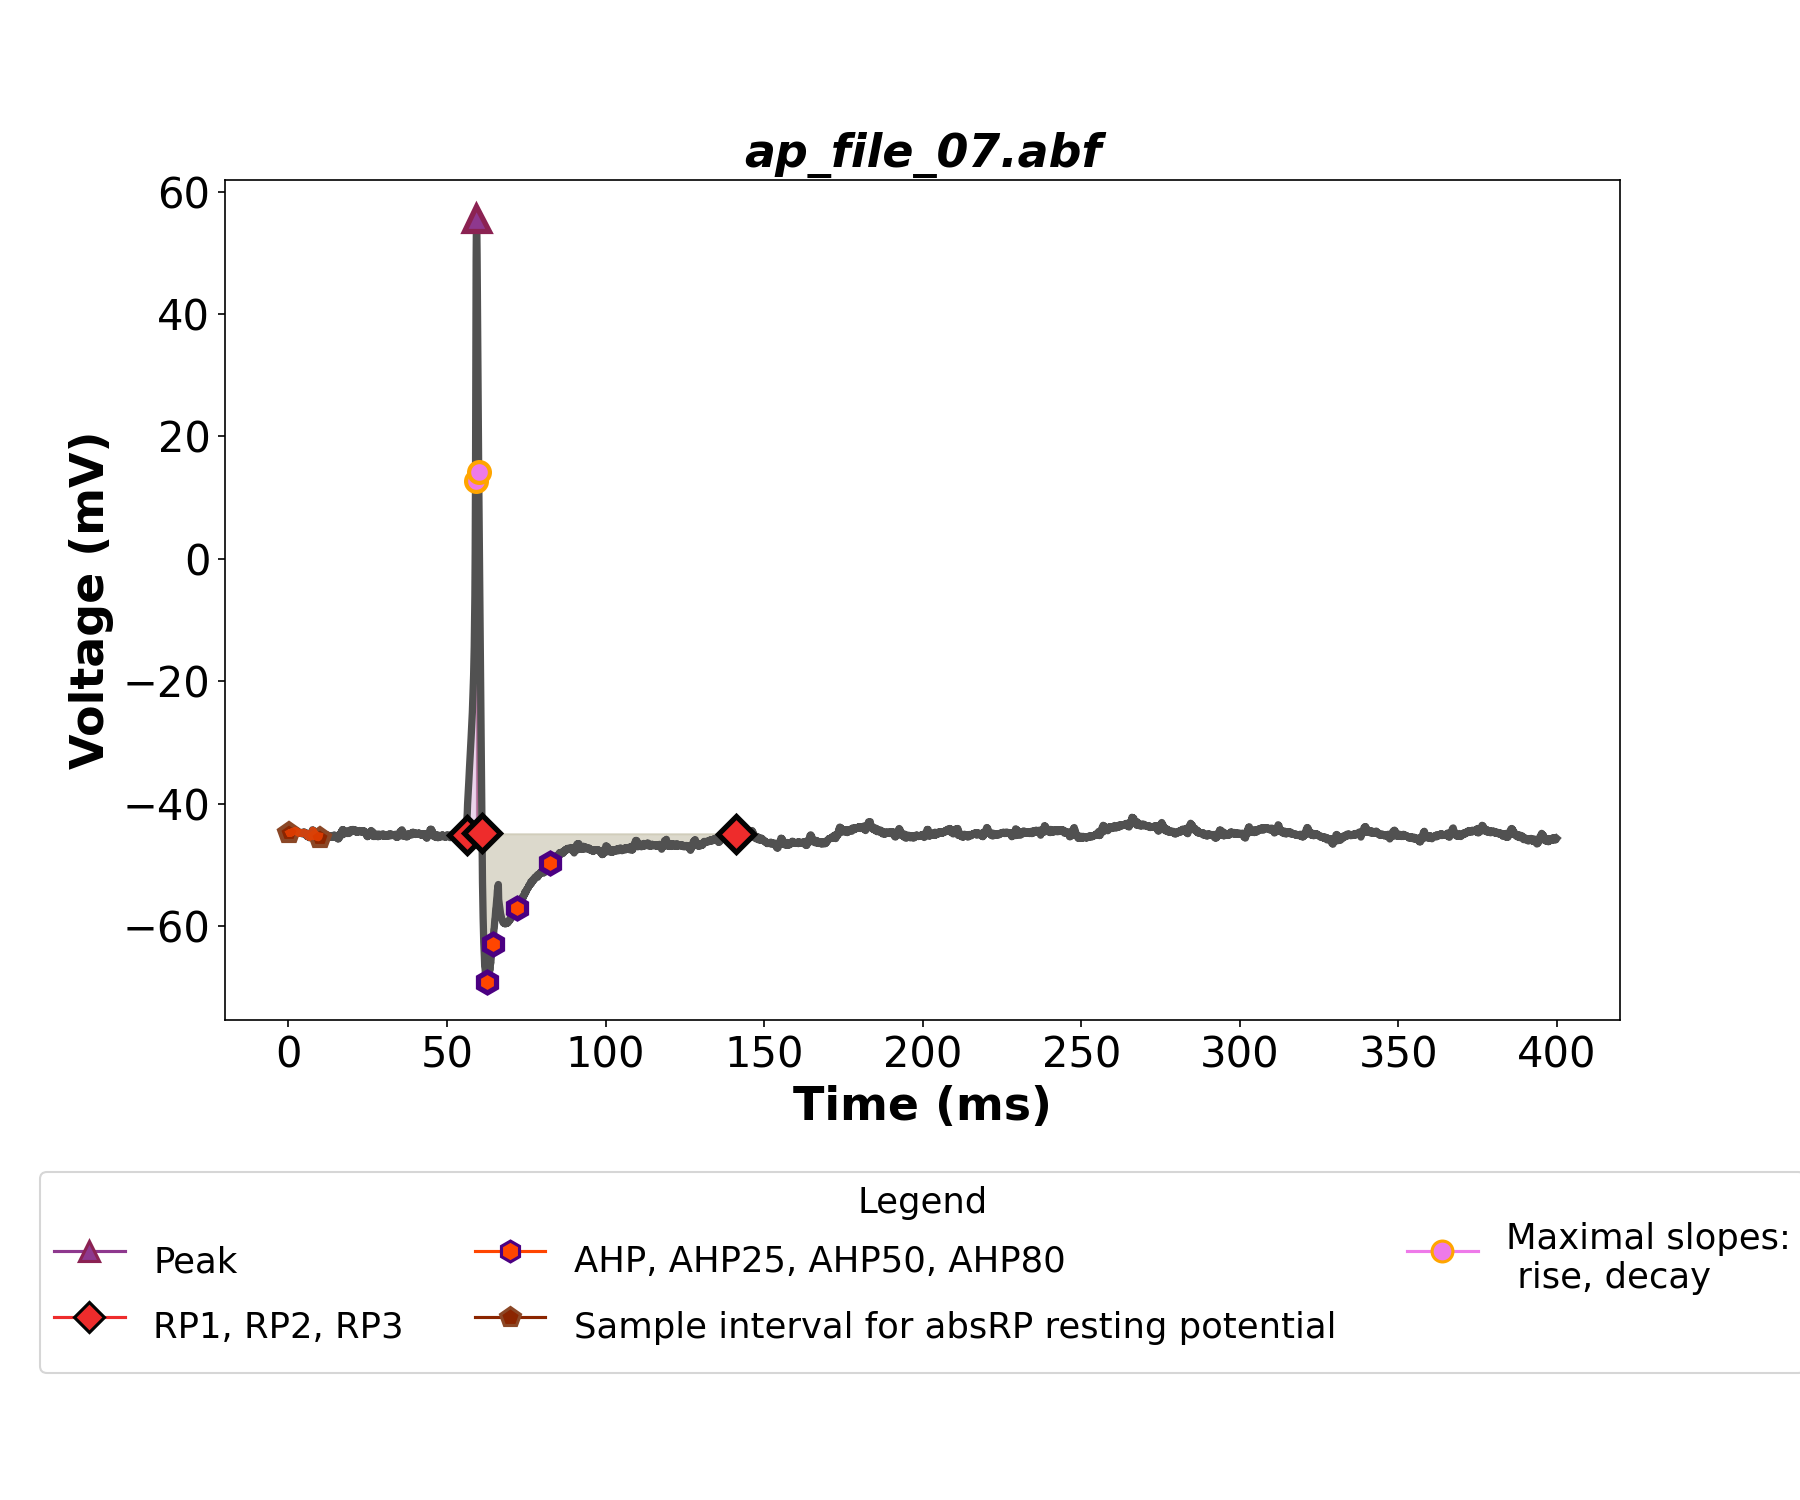 ap_file_07.abf
60
40
20
0
−20
−40
−60
Voltage (mV)
0 50 100 150 200 250 300 350 400
Time (ms)
Legend
Peak
RP1, RP2, RP3
AHP, AHP25, AHP50, AHP80
Sample interval for absRP resting potential
Maximal slopes:
rise, decay